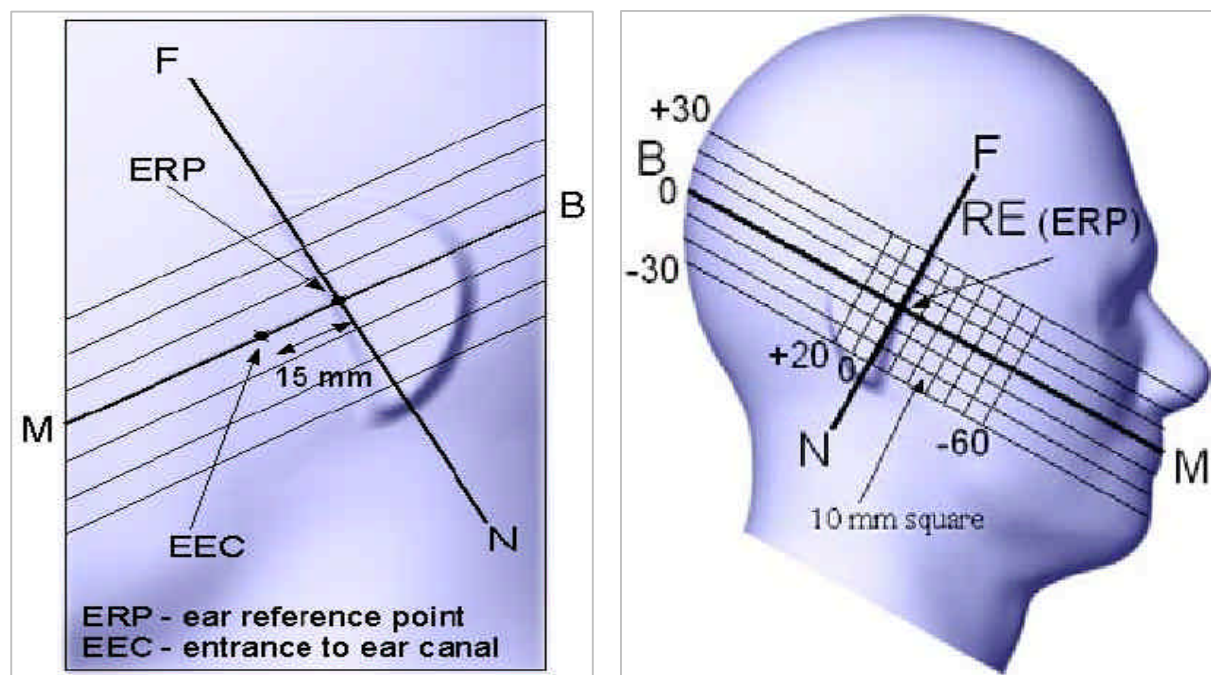 F
ERP
B
15 mm
M
EEC
N
ERP - ear reference point
EEC - entrance to ear canal
+30
B
0
F
RE (ERP)
-30
+20
0
-60
N
M
10 mm square